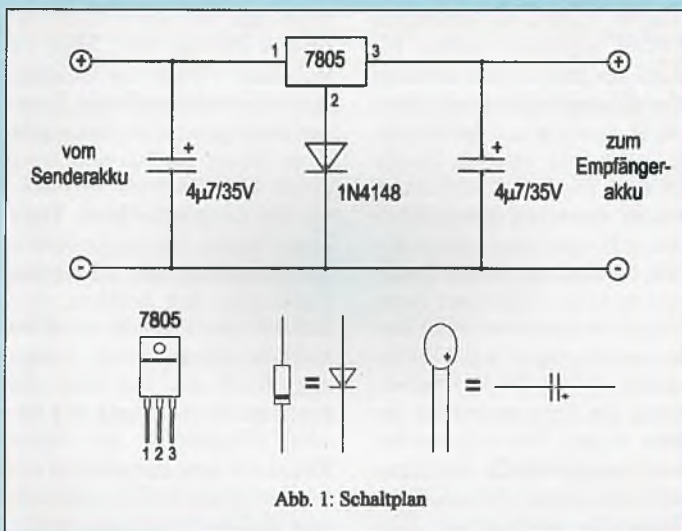 1 7805 3
2
+ +
vom
Senderakku
+
4µ7/35V
1N4148
+
4µ7/35V
zum
Empfänger-
akku
- -
7805
1 2 3
=
+
=
+
Abb. 1: Schaltplan